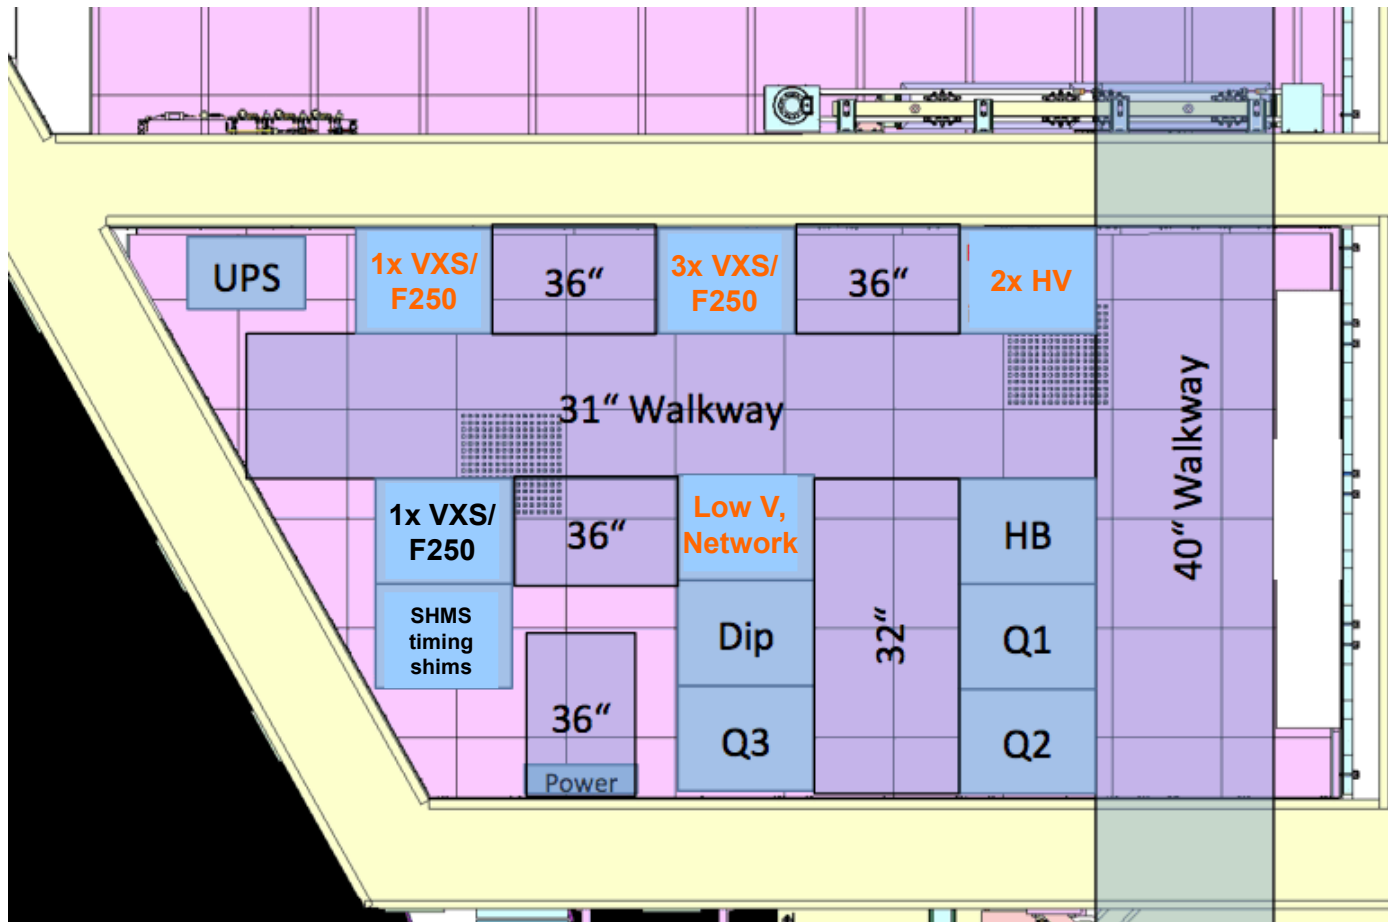 UPS
1x VXS/
F250
36“
3x VXS/
F250
36“
2x HV
31“ Walkway
40“ Walkway
1x VXS/
F250
36“
Low V,
Network
HB
SHMS
timing
shims
Dip
32“
Q1
36“
Power
Q3
Q2